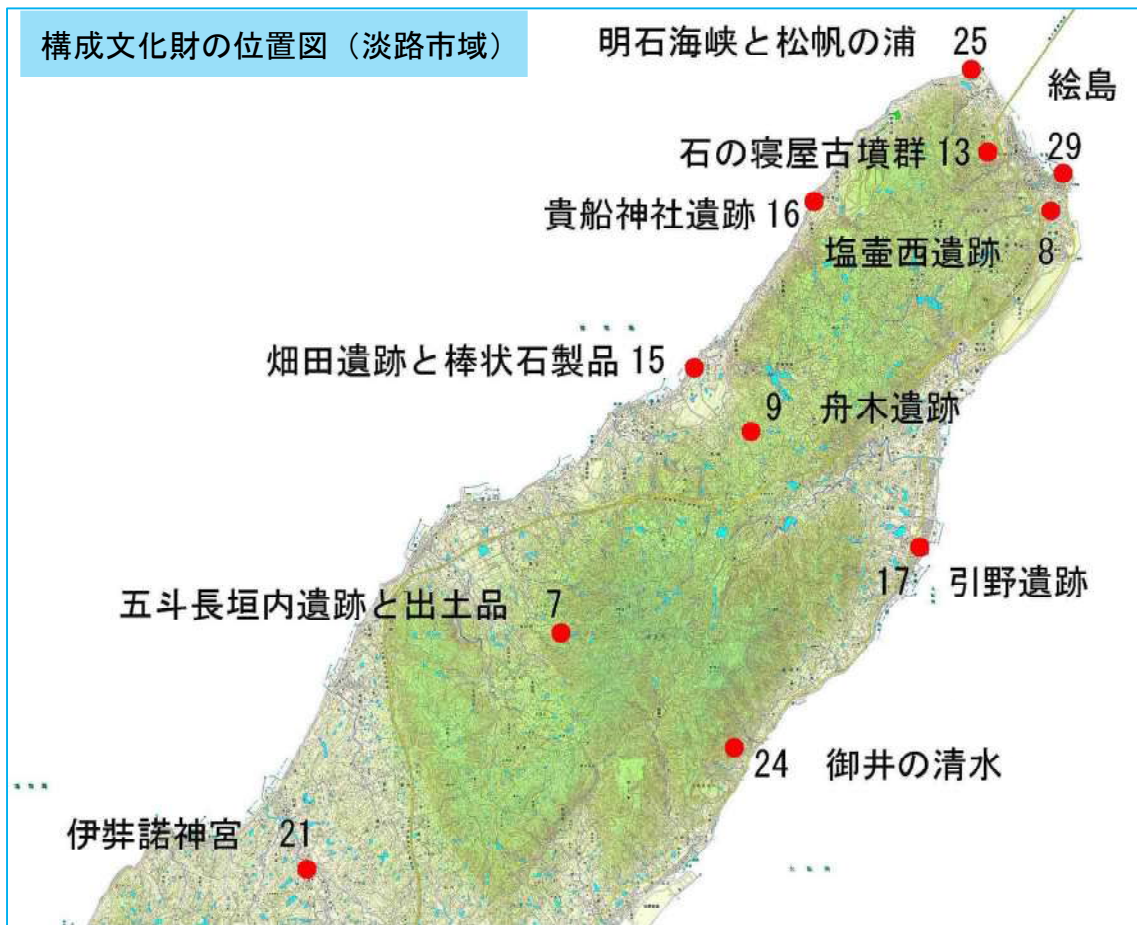 構成文化財の位置図（淡路市域）
明石海峡と松帆の浦 25
絵島
29
石の寝屋古墳群 13
貴船神社遺跡 16
塩壷西遺跡 8
畑田遺跡と棒状石製品 15
9 舟木遺跡
17 引野遺跡
五斗長垣内遺跡と出土品 7
24 御井の清水
伊弉諾神宮 21